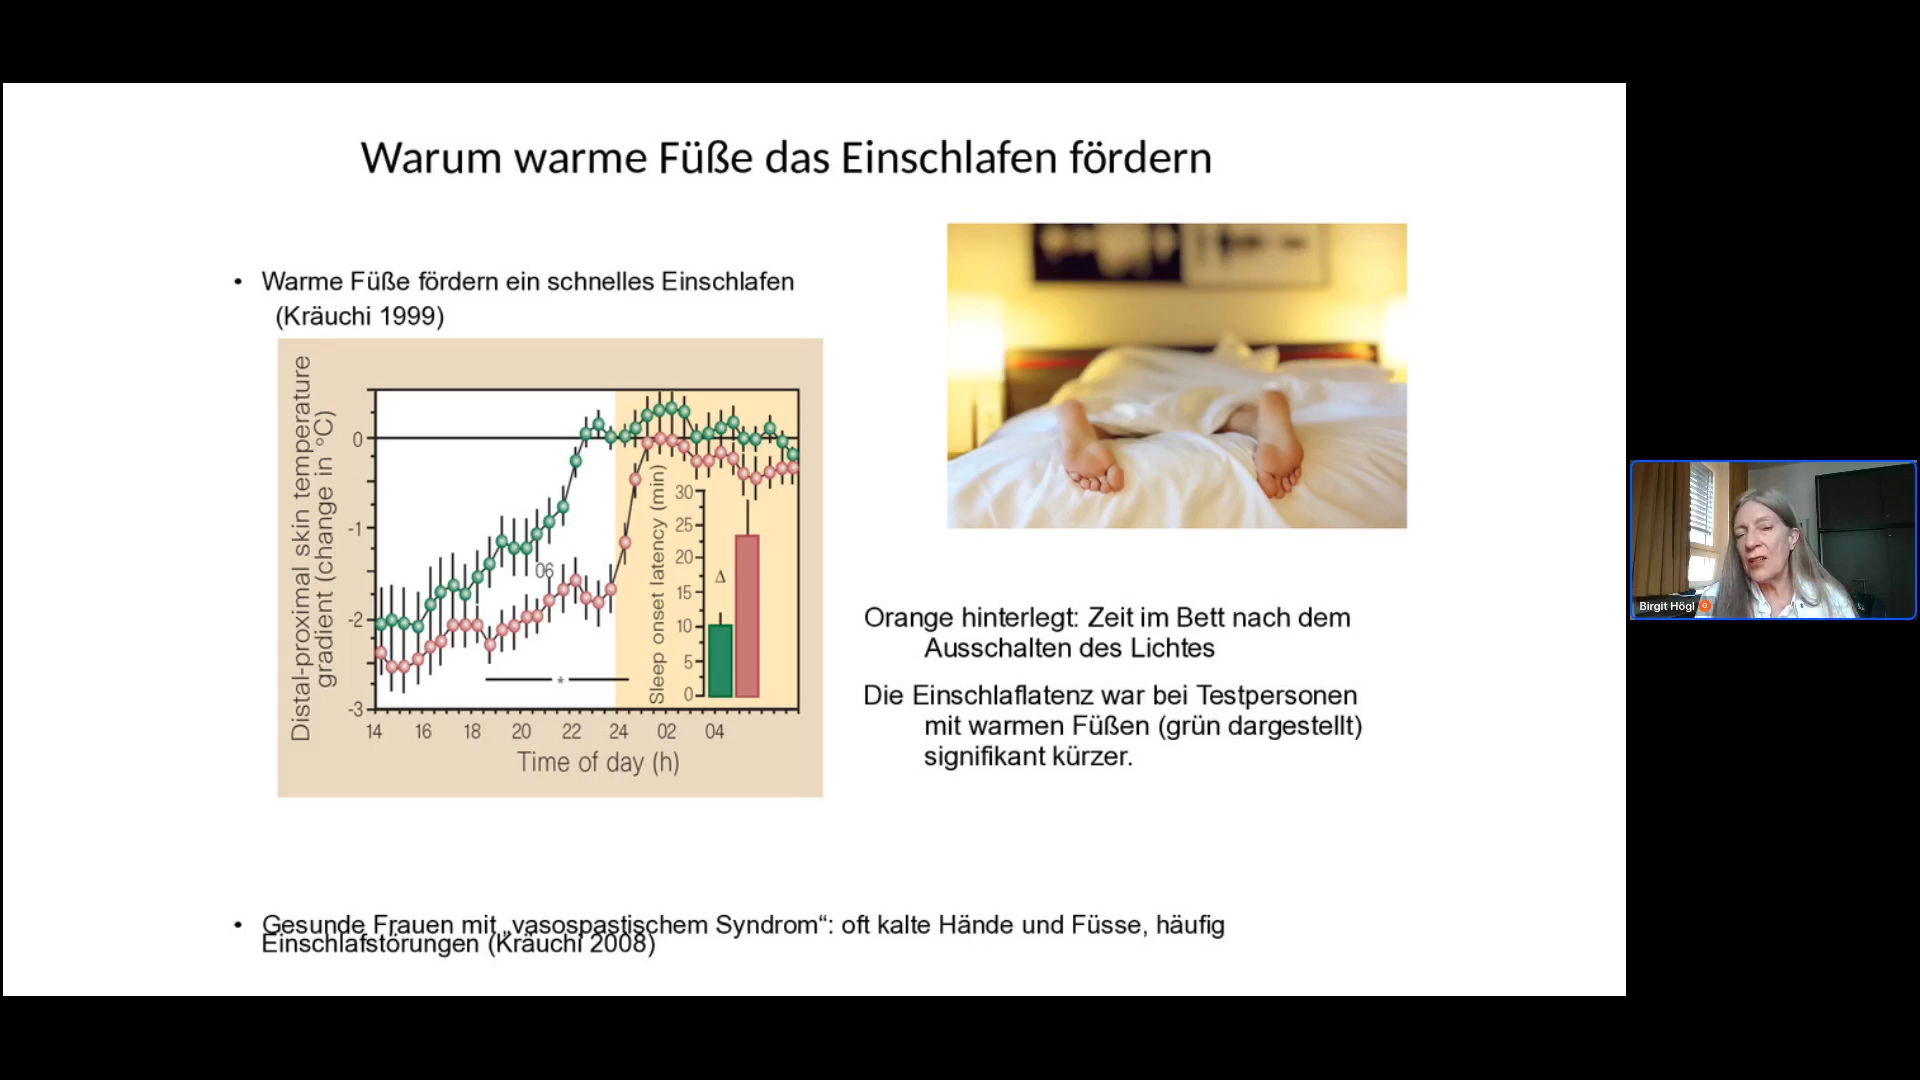 Warum warme Füße das Einschlafen fördern
• Warme Füße fördern ein schnelles Einschlafen
(Kräuchi 1999)
Distal-proximal skin temperature
gradient (change in °C)
0
-1
-2
-3
06
*
Sleep onset latency (min)
30
25
20
15
10
5
0
Δ
14 16 18 20 22 24 02 04
Time of day (h)
Orange hinterlegt: Zeit im Bett nach dem
Ausschalten des Lichtes
Die Einschlaflatenz war bei Testpersonen
mit warmen Füßen (grün dargestellt)
signifikant kürzer.
• Gesunde Frauen mit „vasospastischem Syndrom“: oft kalte Hände und Füsse, häufig
Einschlafstörungen (Kräuchi 2008)
Birgit Högl